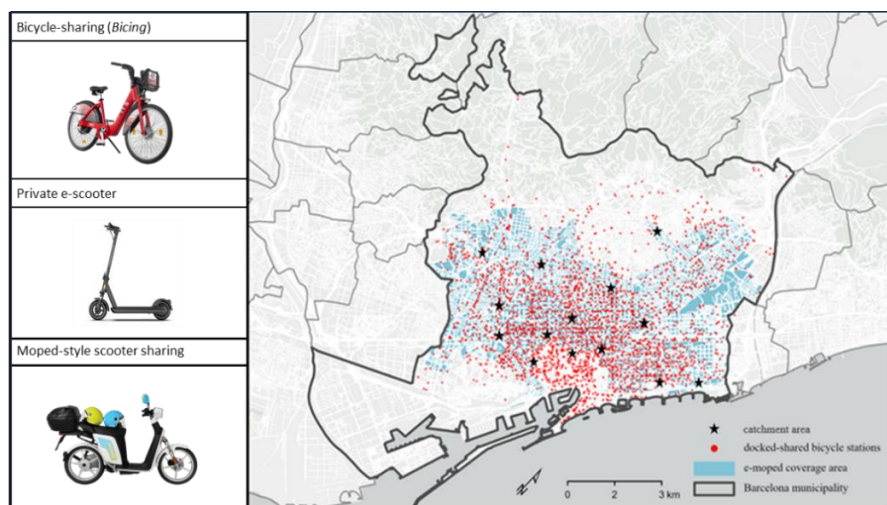 Bicycle-sharing (Bicing)
Private e-scooter
Moped-style scooter sharing
catchment area
docked-shared bicycle stations
e-moped coverage area
Barcelona municipality
N
0 1 2 3 km